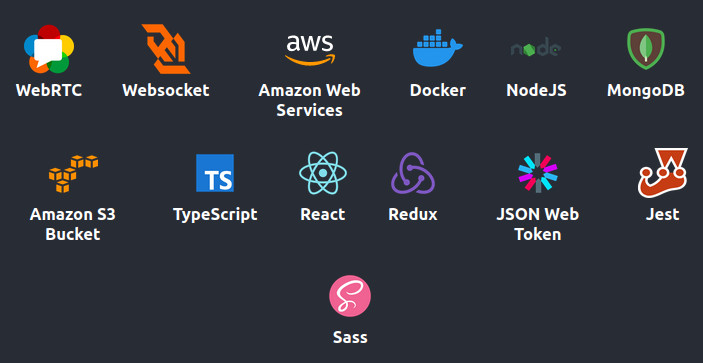 aws
node
WebRTC
Websocket
Amazon Web
Services
Docker
NodeJS
MongoDB
TS
Amazon S3
Bucket
TypeScript
React
Redux
JSON Web
Token
Jest
S
Sass